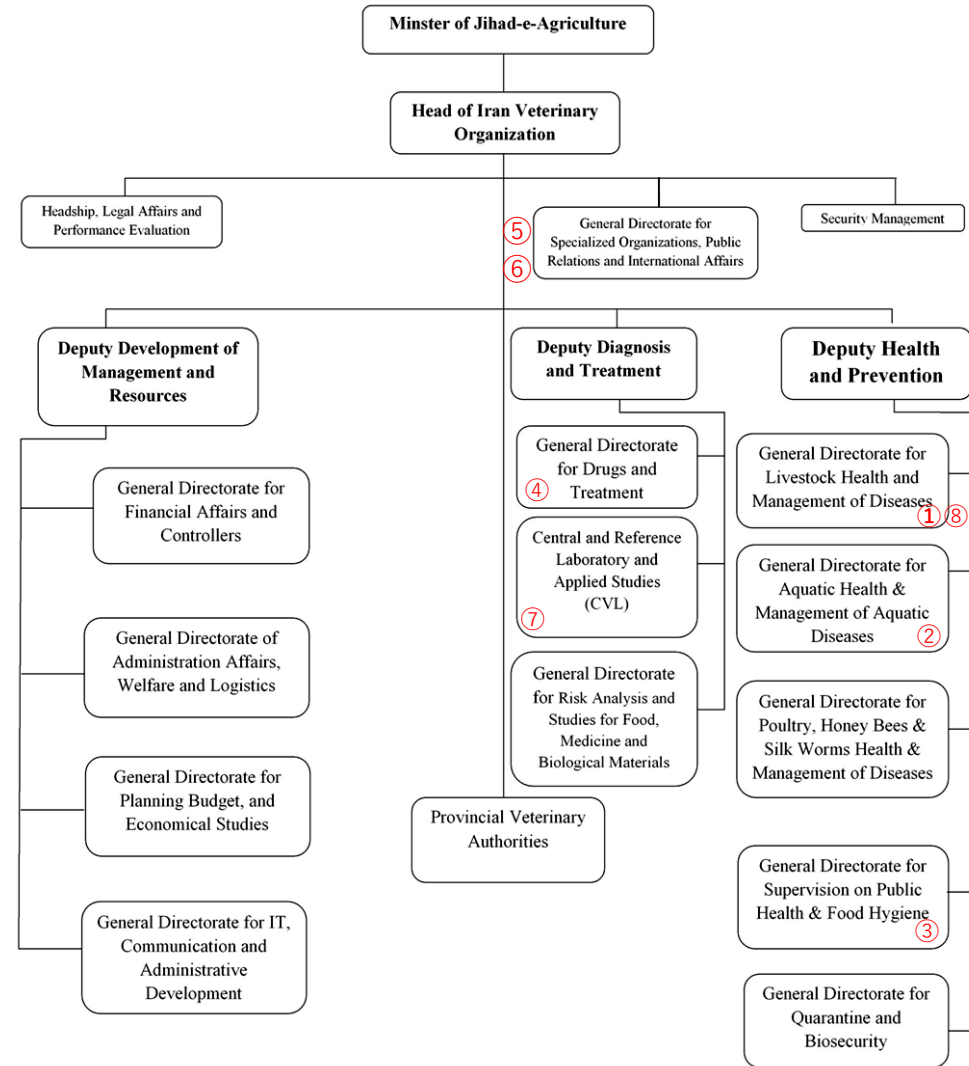 Minster of Jihad-e-Agriculture
Head of Iran Veterinary
Organization
Headship, Legal Affairs and
Performance Evaluation
⑤
⑥
General Directorate for
Specialized Organizations, Public
Relations and International Affairs
Security Management
Deputy Development of
Management and
Resources
General Directorate for
Financial Affairs and
Controllers
General Directorate of
Administration Affairs,
Welfare and Logistics
General Directorate for
Planning Budget, and
Economical Studies
General Directorate for IT,
Communication and
Administrative
Development
Provincial Veterinary
Authorities
Deputy Diagnosis
and Treatment
General Directorate
for Drugs and
④ Treatment
Central and Reference
Laboratory and
Applied Studies
(CVL)
⑦
General Directorate
for Risk Analysis and
Studies for Food,
Medicine and
Biological Materials
Deputy Health
and Prevention
General Directorate for
Livestock Health and
Management of Diseases
① ⑧
General Directorate for
Aquatic Health &
Management of Aquatic
Diseases ②
General Directorate for
Poultry, Honey Bees &
Silk Worms Health &
Management of Diseases
General Directorate for
Supervision on Public
Health & Food Hygiene
③
General Directorate for
Quarantine and
Biosecurity